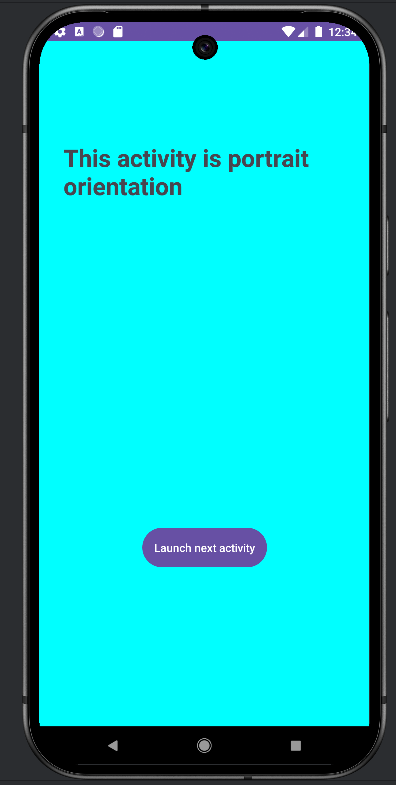 12:34
This activity is portrait
orientation
Launch next activity